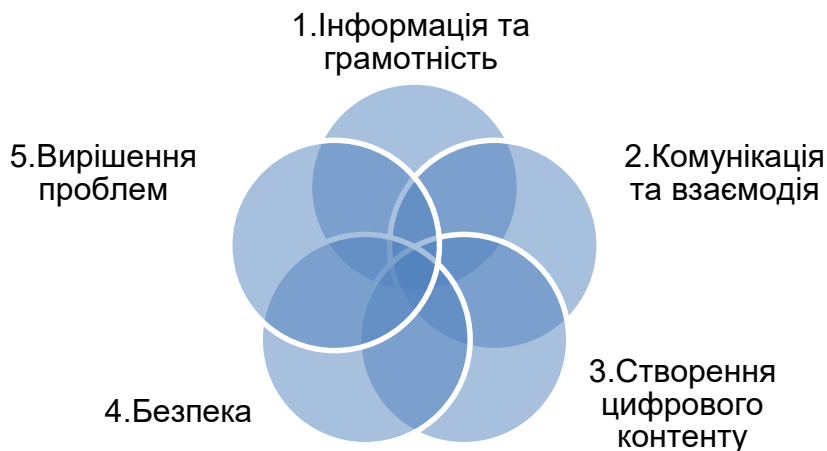 1.Інформація та
грамотність
2.Комунікація
та взаємодія
3.Створення
цифрового
контенту
4.Безпека
5.Вирішення
проблем